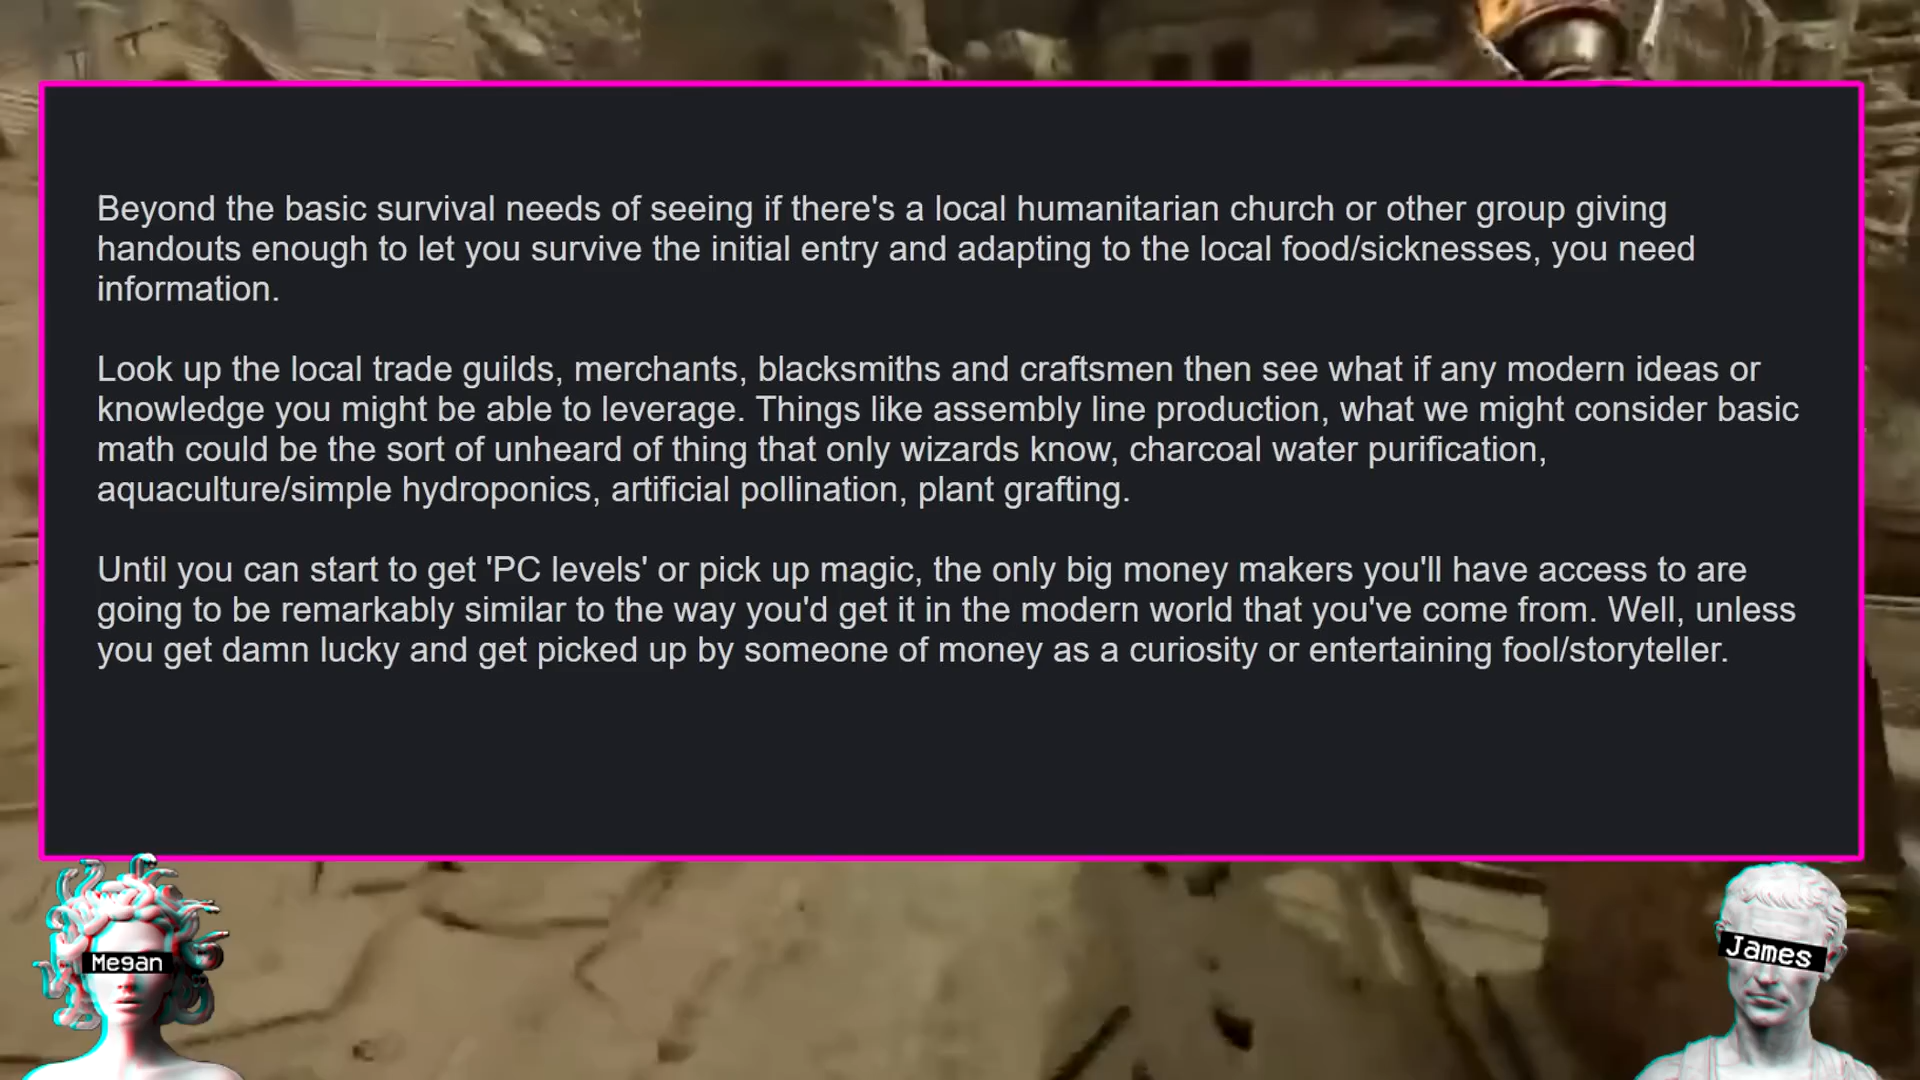 Beyond the basic survival needs of seeing if there's a local humanitarian church or other group giving
handouts enough to let you survive the initial entry and adapting to the local food/sicknesses, you need
information.
Look up the local trade guilds, merchants, blacksmiths and craftsmen then see what if any modern ideas or
knowledge you might be able to leverage. Things like assembly line production, what we might consider basic
math could be the sort of unheard of thing that only wizards know, charcoal water purification,
aquaculture/simple hydroponics, artificial pollination, plant grafting.
Until you can start to get 'PC levels' or pick up magic, the only big money makers you'll have access to are
going to be remarkably similar to the way you'd get it in the modern world that you've come from. Well, unless
you get damn lucky and get picked up by someone of money as a curiosity or entertaining fool/storyteller.
Megan
James